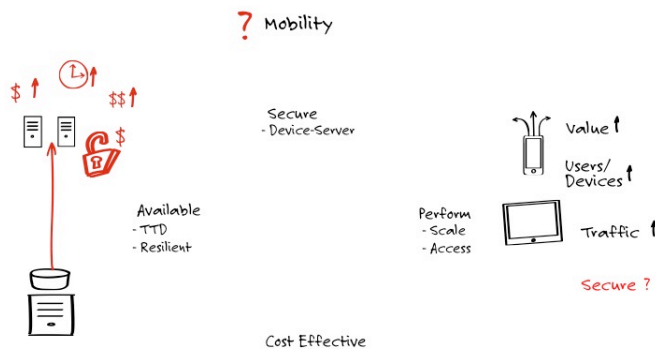 ? Mobility
$
$$
$
Secure
- Device-Server
Value
Users/
Devices
Available
- TTD
- Resilient
Perform
- Scale
- Access
Traffic
Secure ?
Cost Effective